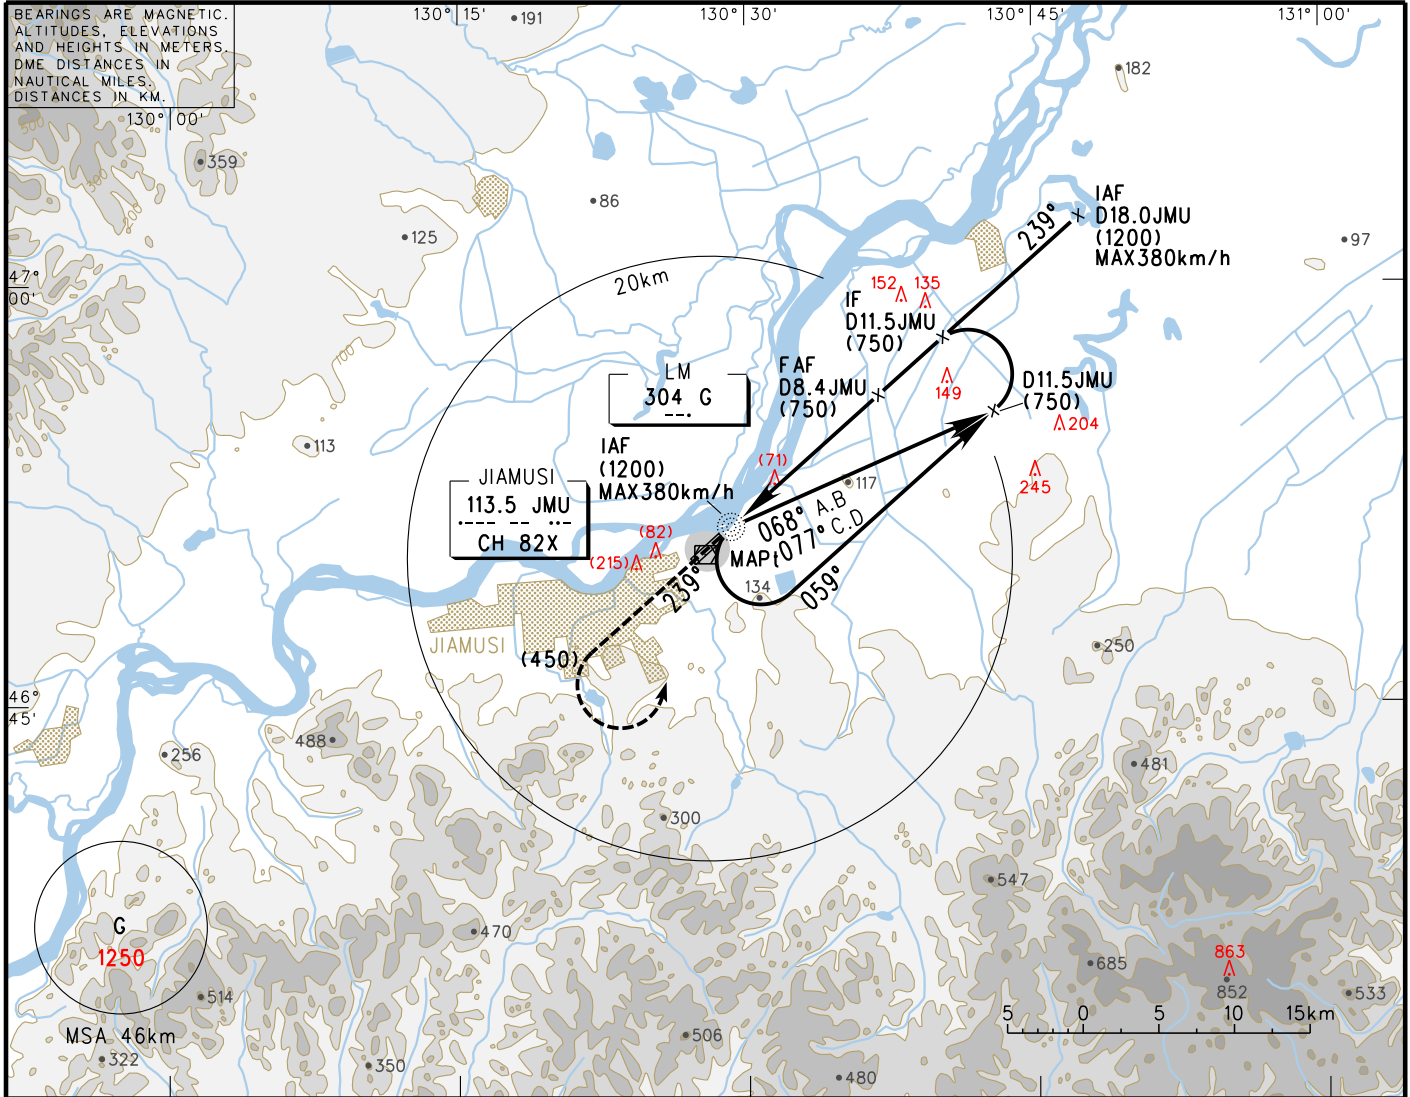 BEARINGS ARE MAGNETIC.
ALTITUDES, ELEVATIONS
AND HEIGHTS IN METERS.
DME DISTANCES IN
NAUTICAL MILES.
DISTANCES IN KM.
130° 15'
130° 30'
130° 45'
131° 00'
130° 00'
191
182
359
86
125
97
300
200
100
47°
00'
20km
IAF
D18.0JMU
(1200)
MAX380km/h
239°
152
135
IF
D11.5JMU
(750)
FAF
D8.4JMU
(750)
149
D11.5JMU
(750)
204
245
LM
304 G
--.
IAF
(1200)
MAX380km/h
(71)
117
113
JIAMUSI
113.5 JMU
·--- -- ··-
CH 82X
(82)
(215)
068° A.B
077° C.D
MAPt
059°
239°
134
JIAMUSI
(450)
250
46°
45'
256
488
481
300
547
470
685
863
852
533
G
1250
MSA 46km
514
322
350
506
480
5 0 5 10 15km